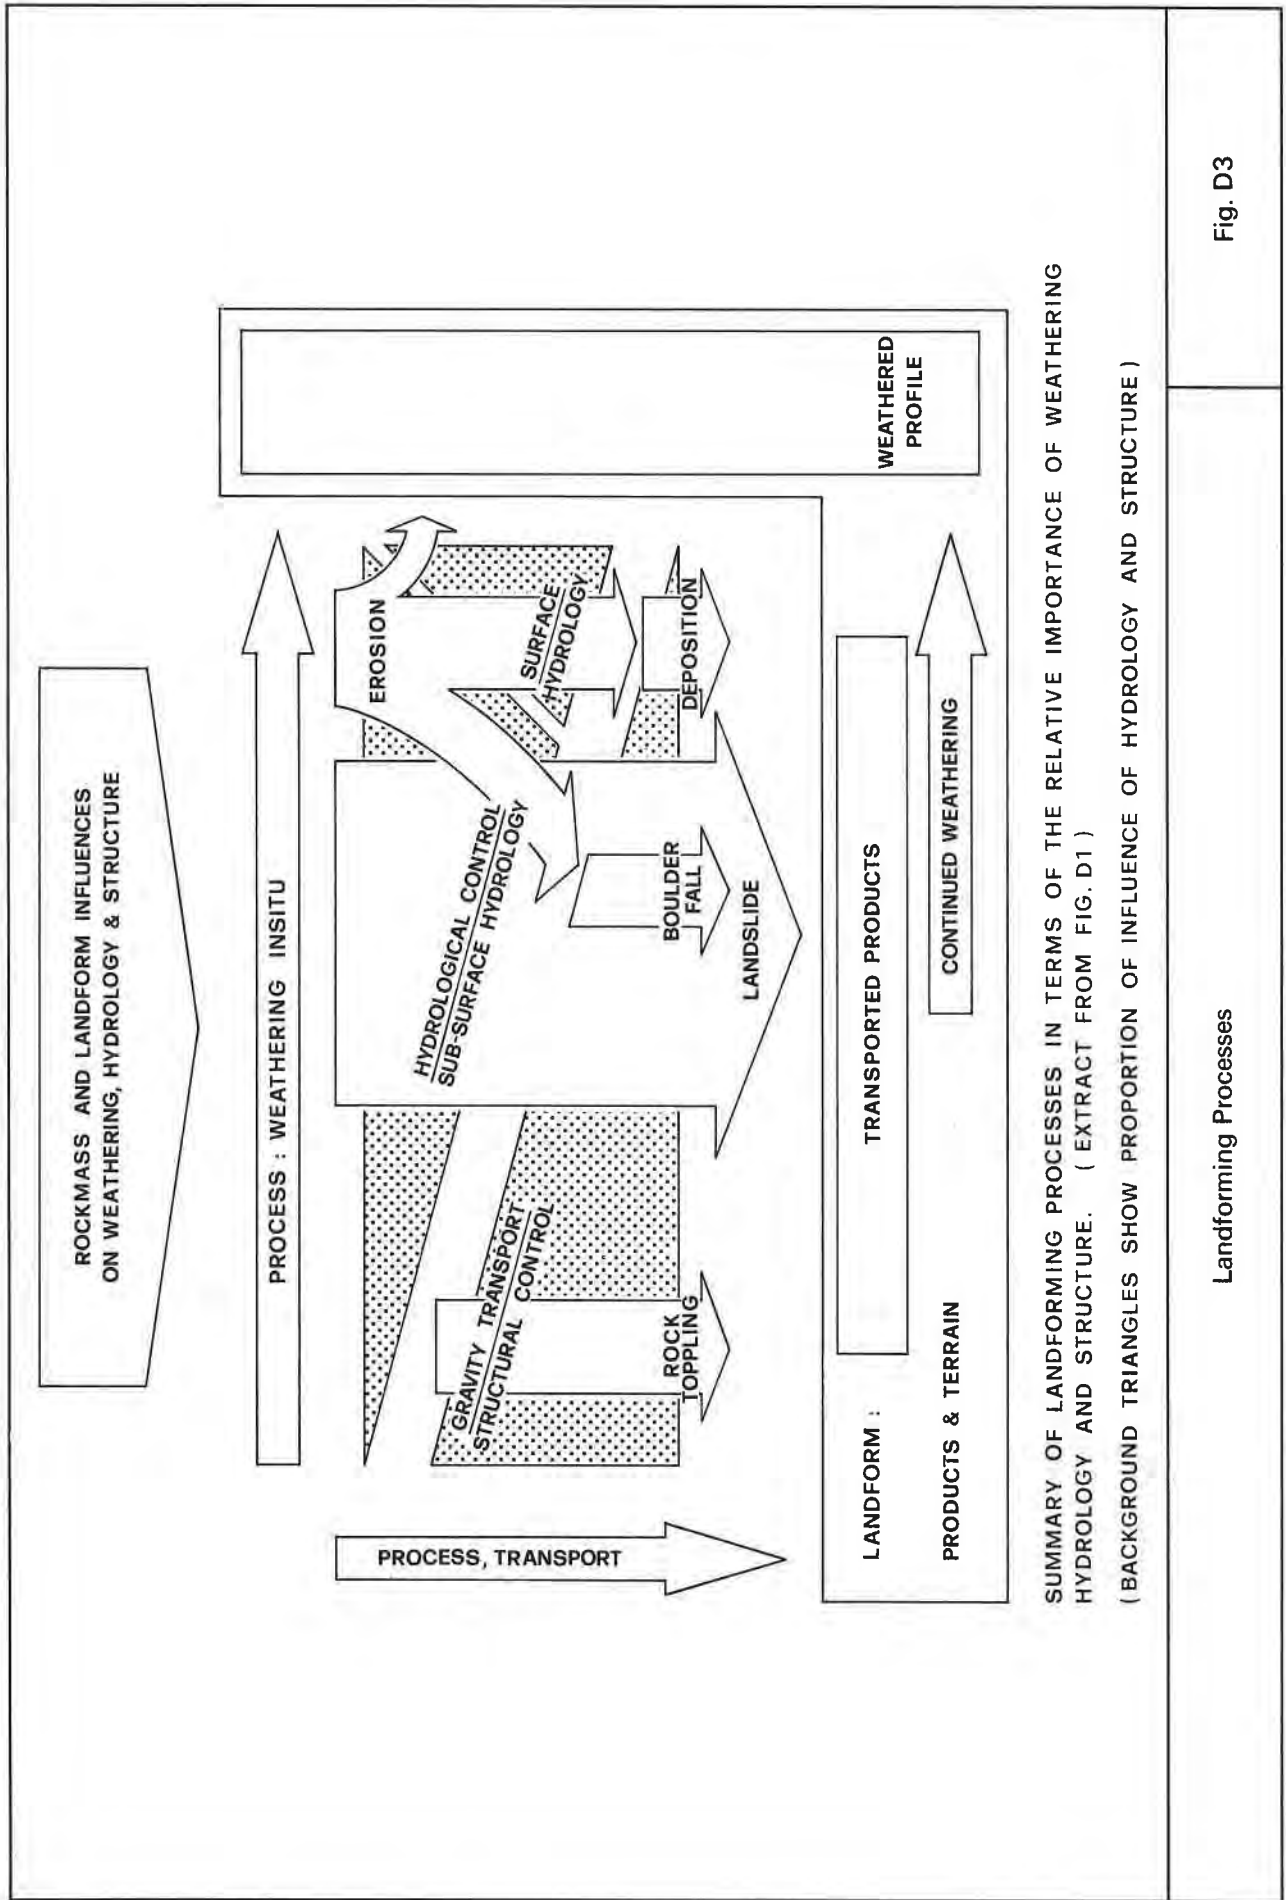 ROCKMASS AND LANDFORM INFLUENCES
ON WEATHERING, HYDROLOGY & STRUCTURE
PROCESS : WEATHERING INSITU
PROCESS, TRANSPORT
GRAVITY TRANSPORT
STRUCTURAL CONTROL
ROCK
TOPPLING
HYDROLOGICAL CONTROL
SUB-SURFACE HYDROLOGY
BOULDER
FALL
LANDSLIDE
EROSION
SURFACE
HYDROLOGY
DEPOSITION
WEATHERED
PROFILE
LANDFORM :
TRANSPORTED PRODUCTS
PRODUCTS & TERRAIN
CONTINUED WEATHERING
SUMMARY OF LANDFORMING PROCESSES IN TERMS OF THE RELATIVE IMPORTANCE OF WEATHERING
HYDROLOGY AND STRUCTURE. ( EXTRACT FROM FIG. D1 )
( BACKGROUND TRIANGLES SHOW PROPORTION OF INFLUENCE OF HYDROLOGY AND STRUCTURE )
Landforming Processes
Fig. D3